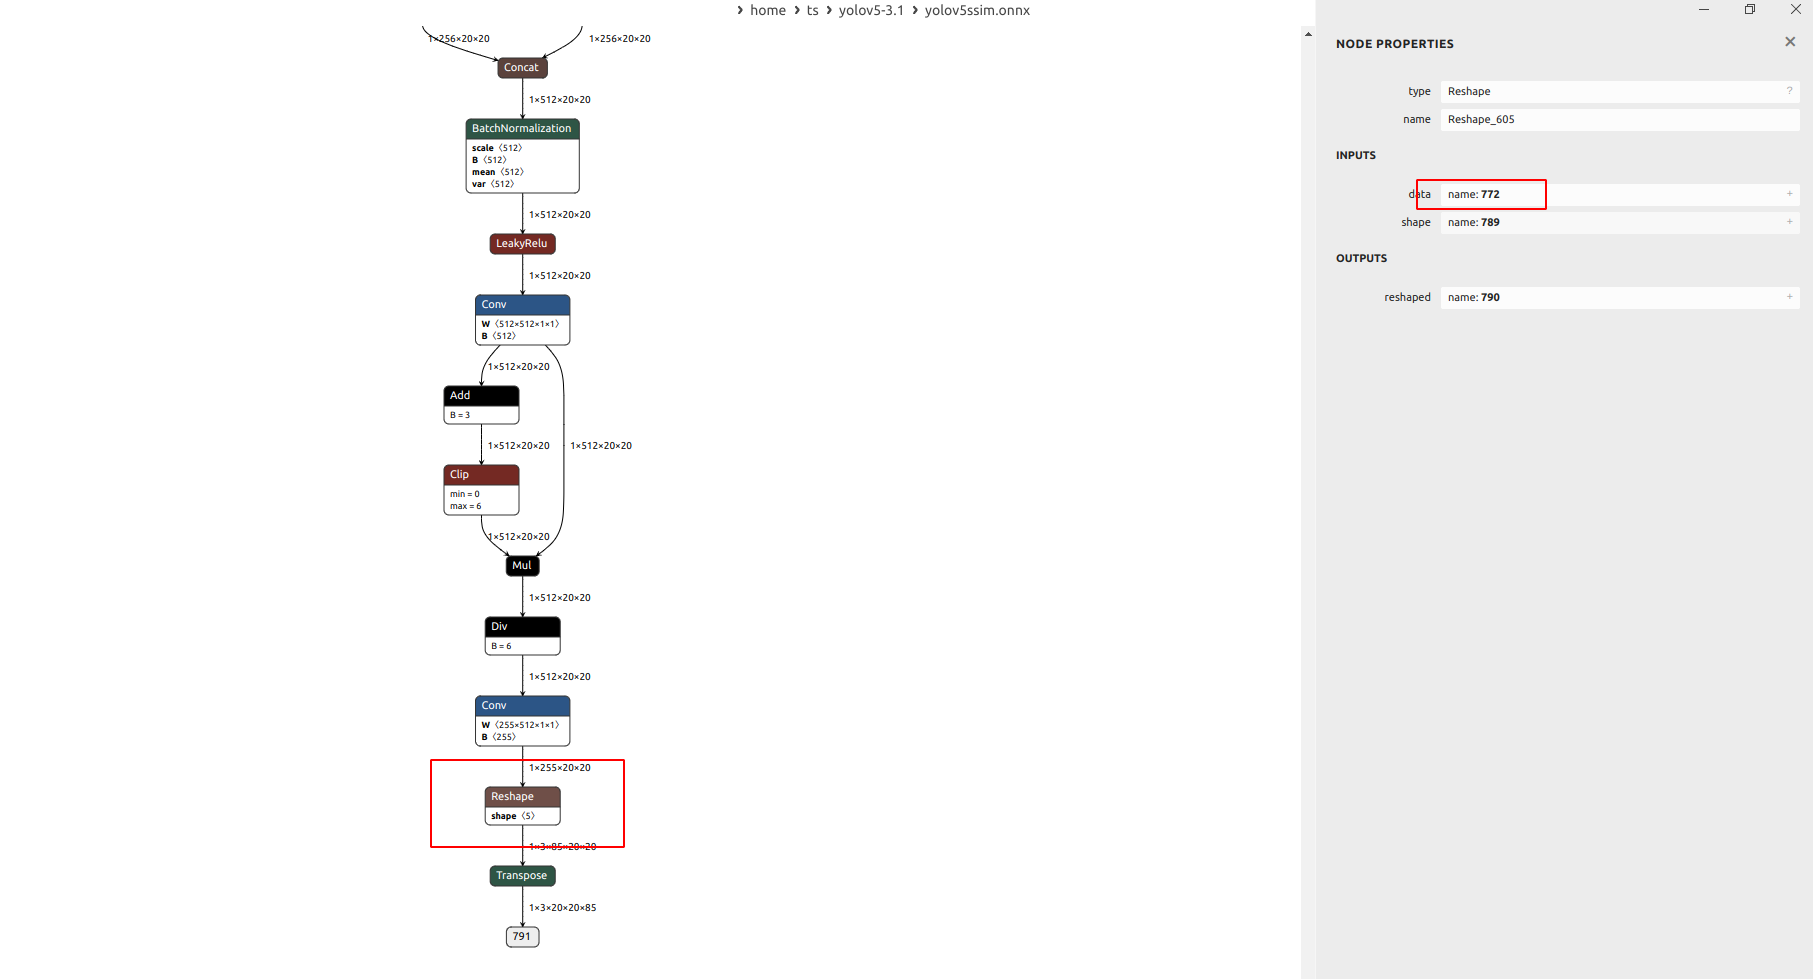 › home › ts › yolov5-3.1 › yolov5ssim.onnx
1×256×20×20
1×256×20×20
Concat
1×512×20×20
BatchNormalization
scale 〈512〉
B 〈512〉
mean 〈512〉
var 〈512〉
1×512×20×20
LeakyRelu
1×512×20×20
Conv
W 〈512×512×1×1〉
B 〈512〉
1×512×20×20
Add
B = 3
1×512×20×20
1×512×20×20
Clip
min = 0
max = 6
1×512×20×20
Mul
1×512×20×20
Div
B = 6
1×512×20×20
Conv
W 〈255×512×1×1〉
B 〈255〉
1×255×20×20
Reshape
shape 〈5〉
1×3×85×20×20
Transpose
1×3×20×20×85
791
NODE PROPERTIES
type Reshape ?
name Reshape_605
INPUTS
data name: 772 +
shape name: 789 +
OUTPUTS
reshaped name: 790 +